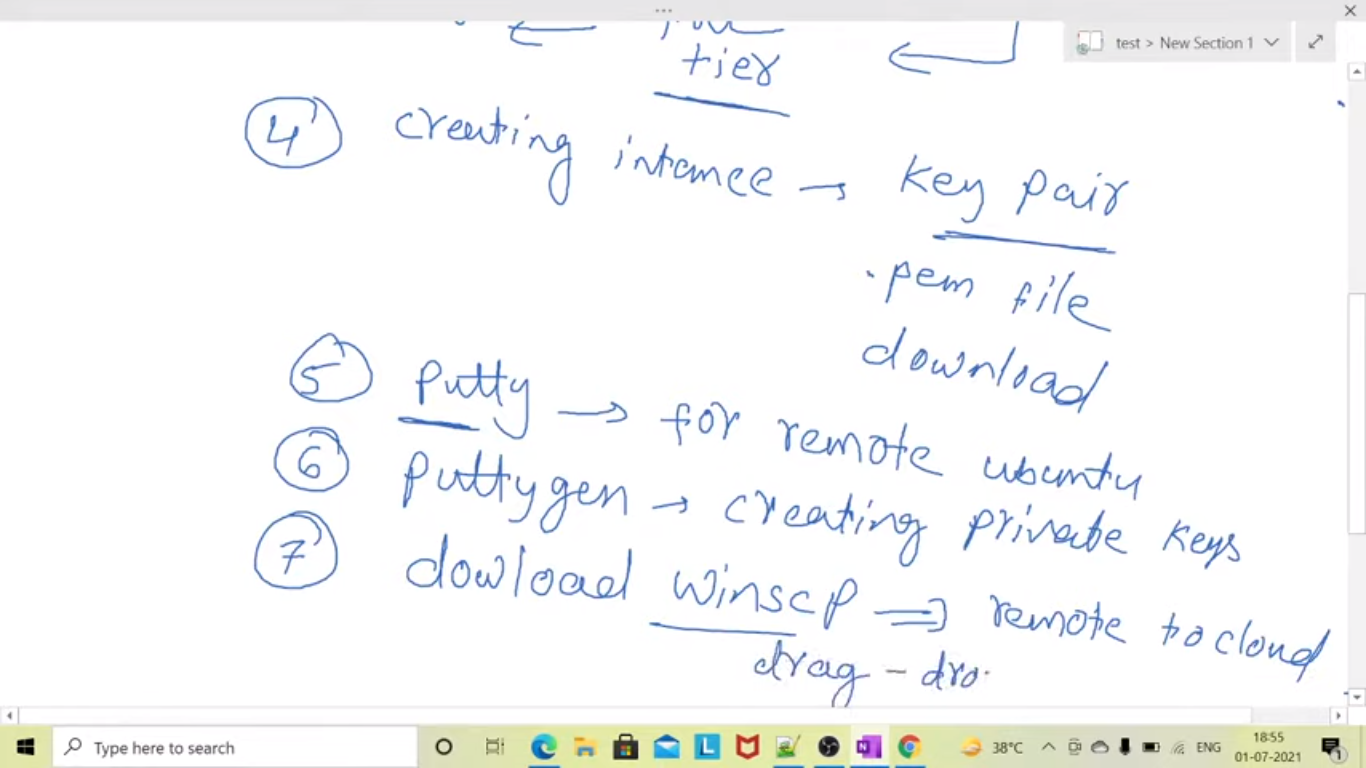 test > New Section 1
tier
4 creating intance → key pair
.pem file
download
5 putty → for remote ubuntu
6 puttygen → creating private keys
7 dowload winscp ⇒ remote to cloud
drag - dro
Type here to search
L
N
38°C
ENG
18:55
01-07-2021
1